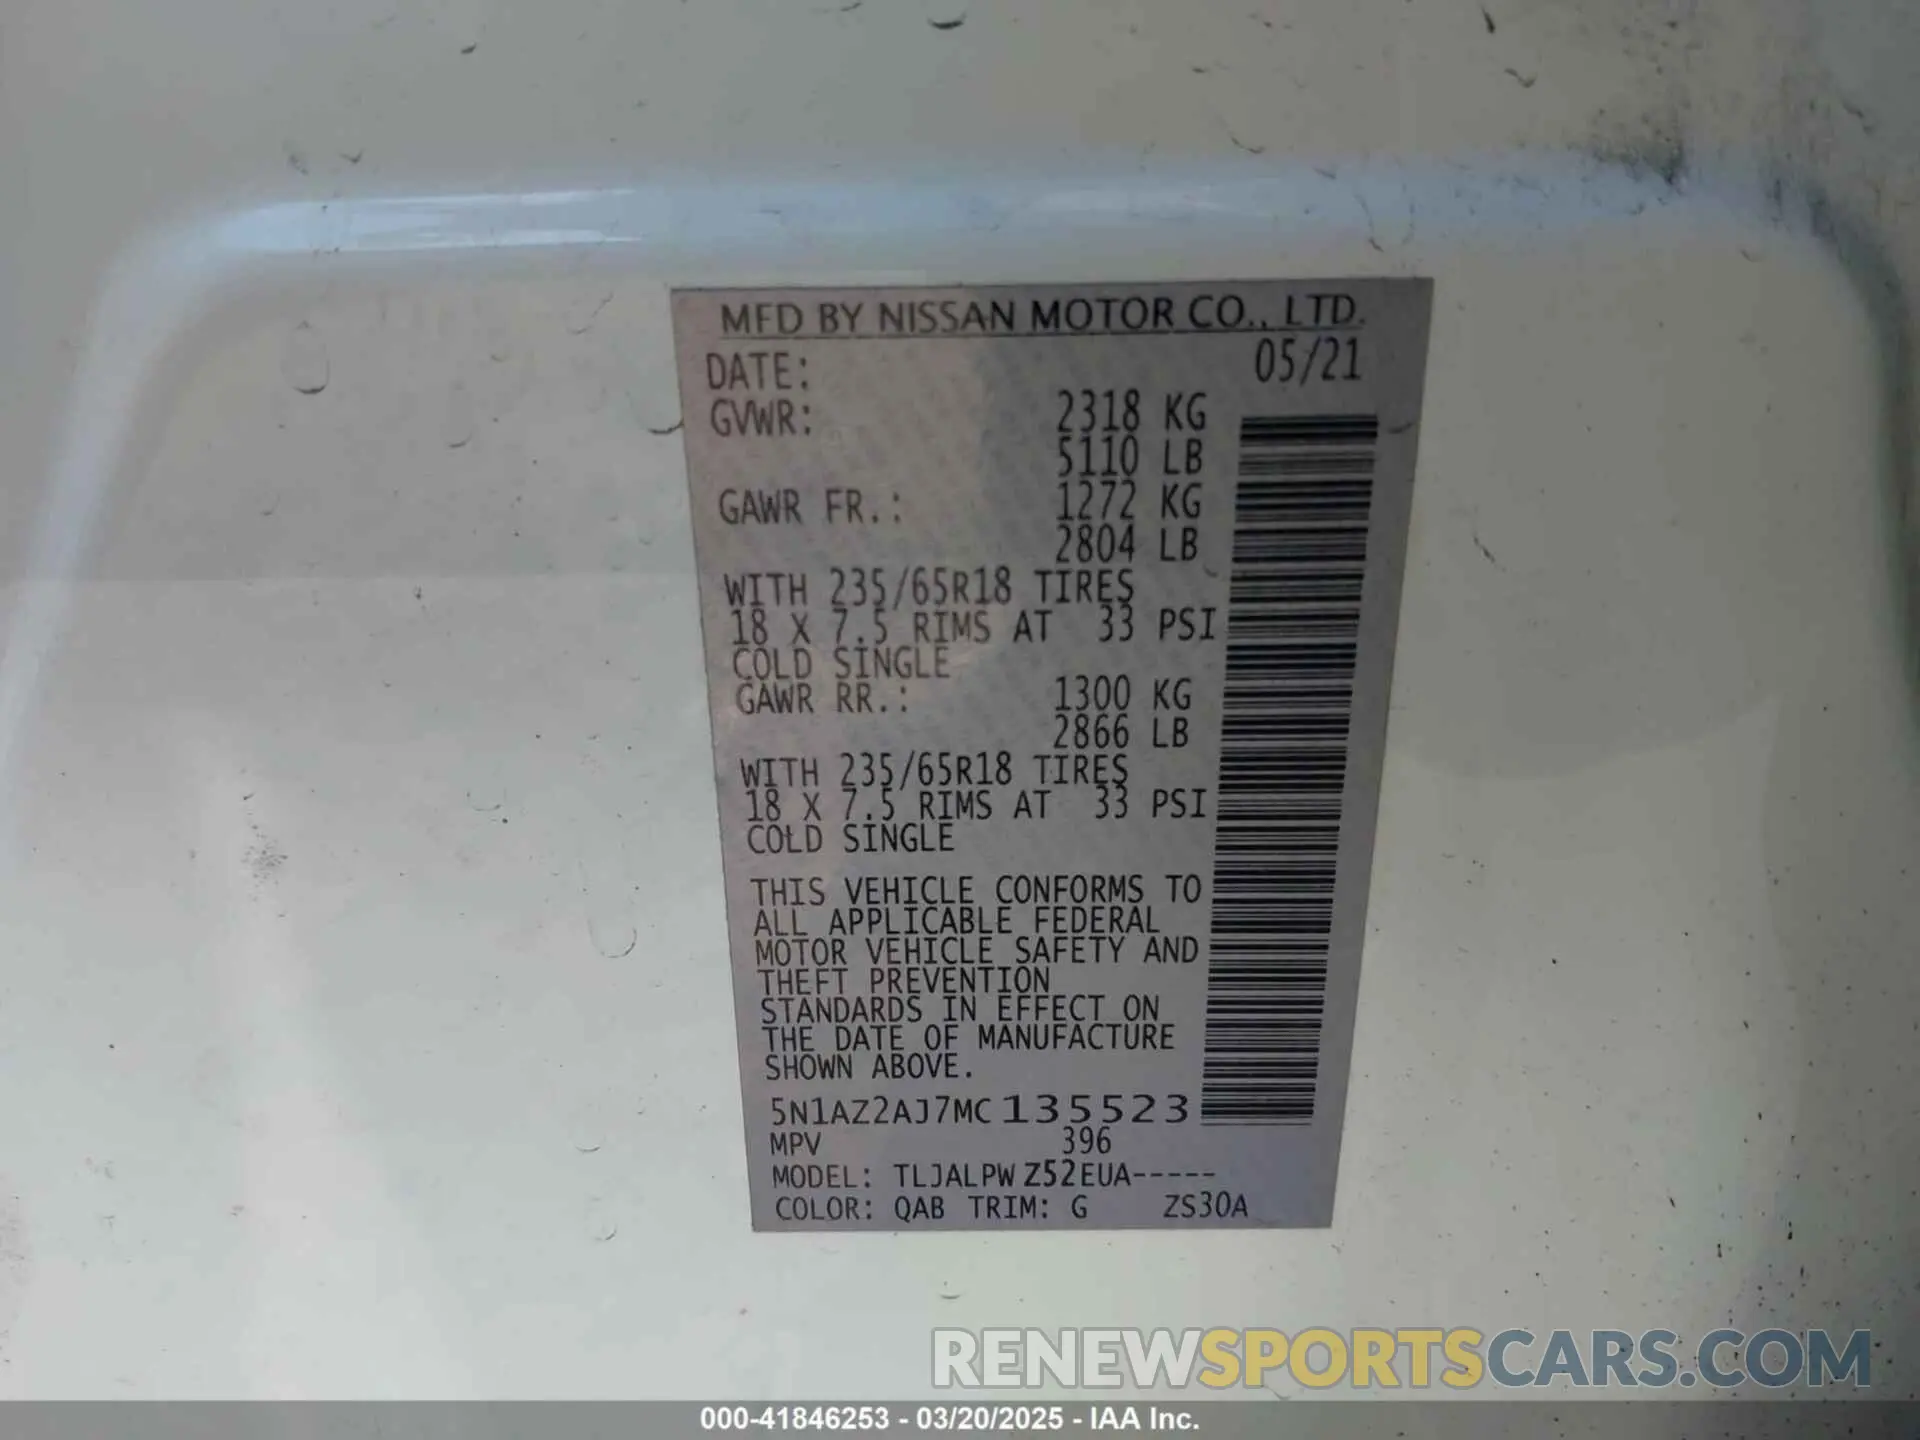 MFD BY NISSAN MOTOR CO., LTD.
DATE: 05/21
GVWR: 2318 KG
5110 LB
GAWR FR.: 1272 KG
2804 LB
WITH 235/65R18 TIRES
18 X 7.5 RIMS AT 33 PSI
COLD SINGLE
GAWR RR.: 1300 KG
2866 LB
WITH 235/65R18 TIRES
18 X 7.5 RIMS AT 33 PSI
COLD SINGLE
THIS VEHICLE CONFORMS TO
ALL APPLICABLE FEDERAL
MOTOR VEHICLE SAFETY AND
THEFT PREVENTION
STANDARDS IN EFFECT ON
THE DATE OF MANUFACTURE
SHOWN ABOVE.
5N1AZ2AJ7MC135523
MPV 396
MODEL: TLJALPW Z52EUA-----
COLOR: QAB TRIM: G ZS30A
RENEWSPORTSCARS.COM
000-41846253 - 03/20/2025 - IAA Inc.